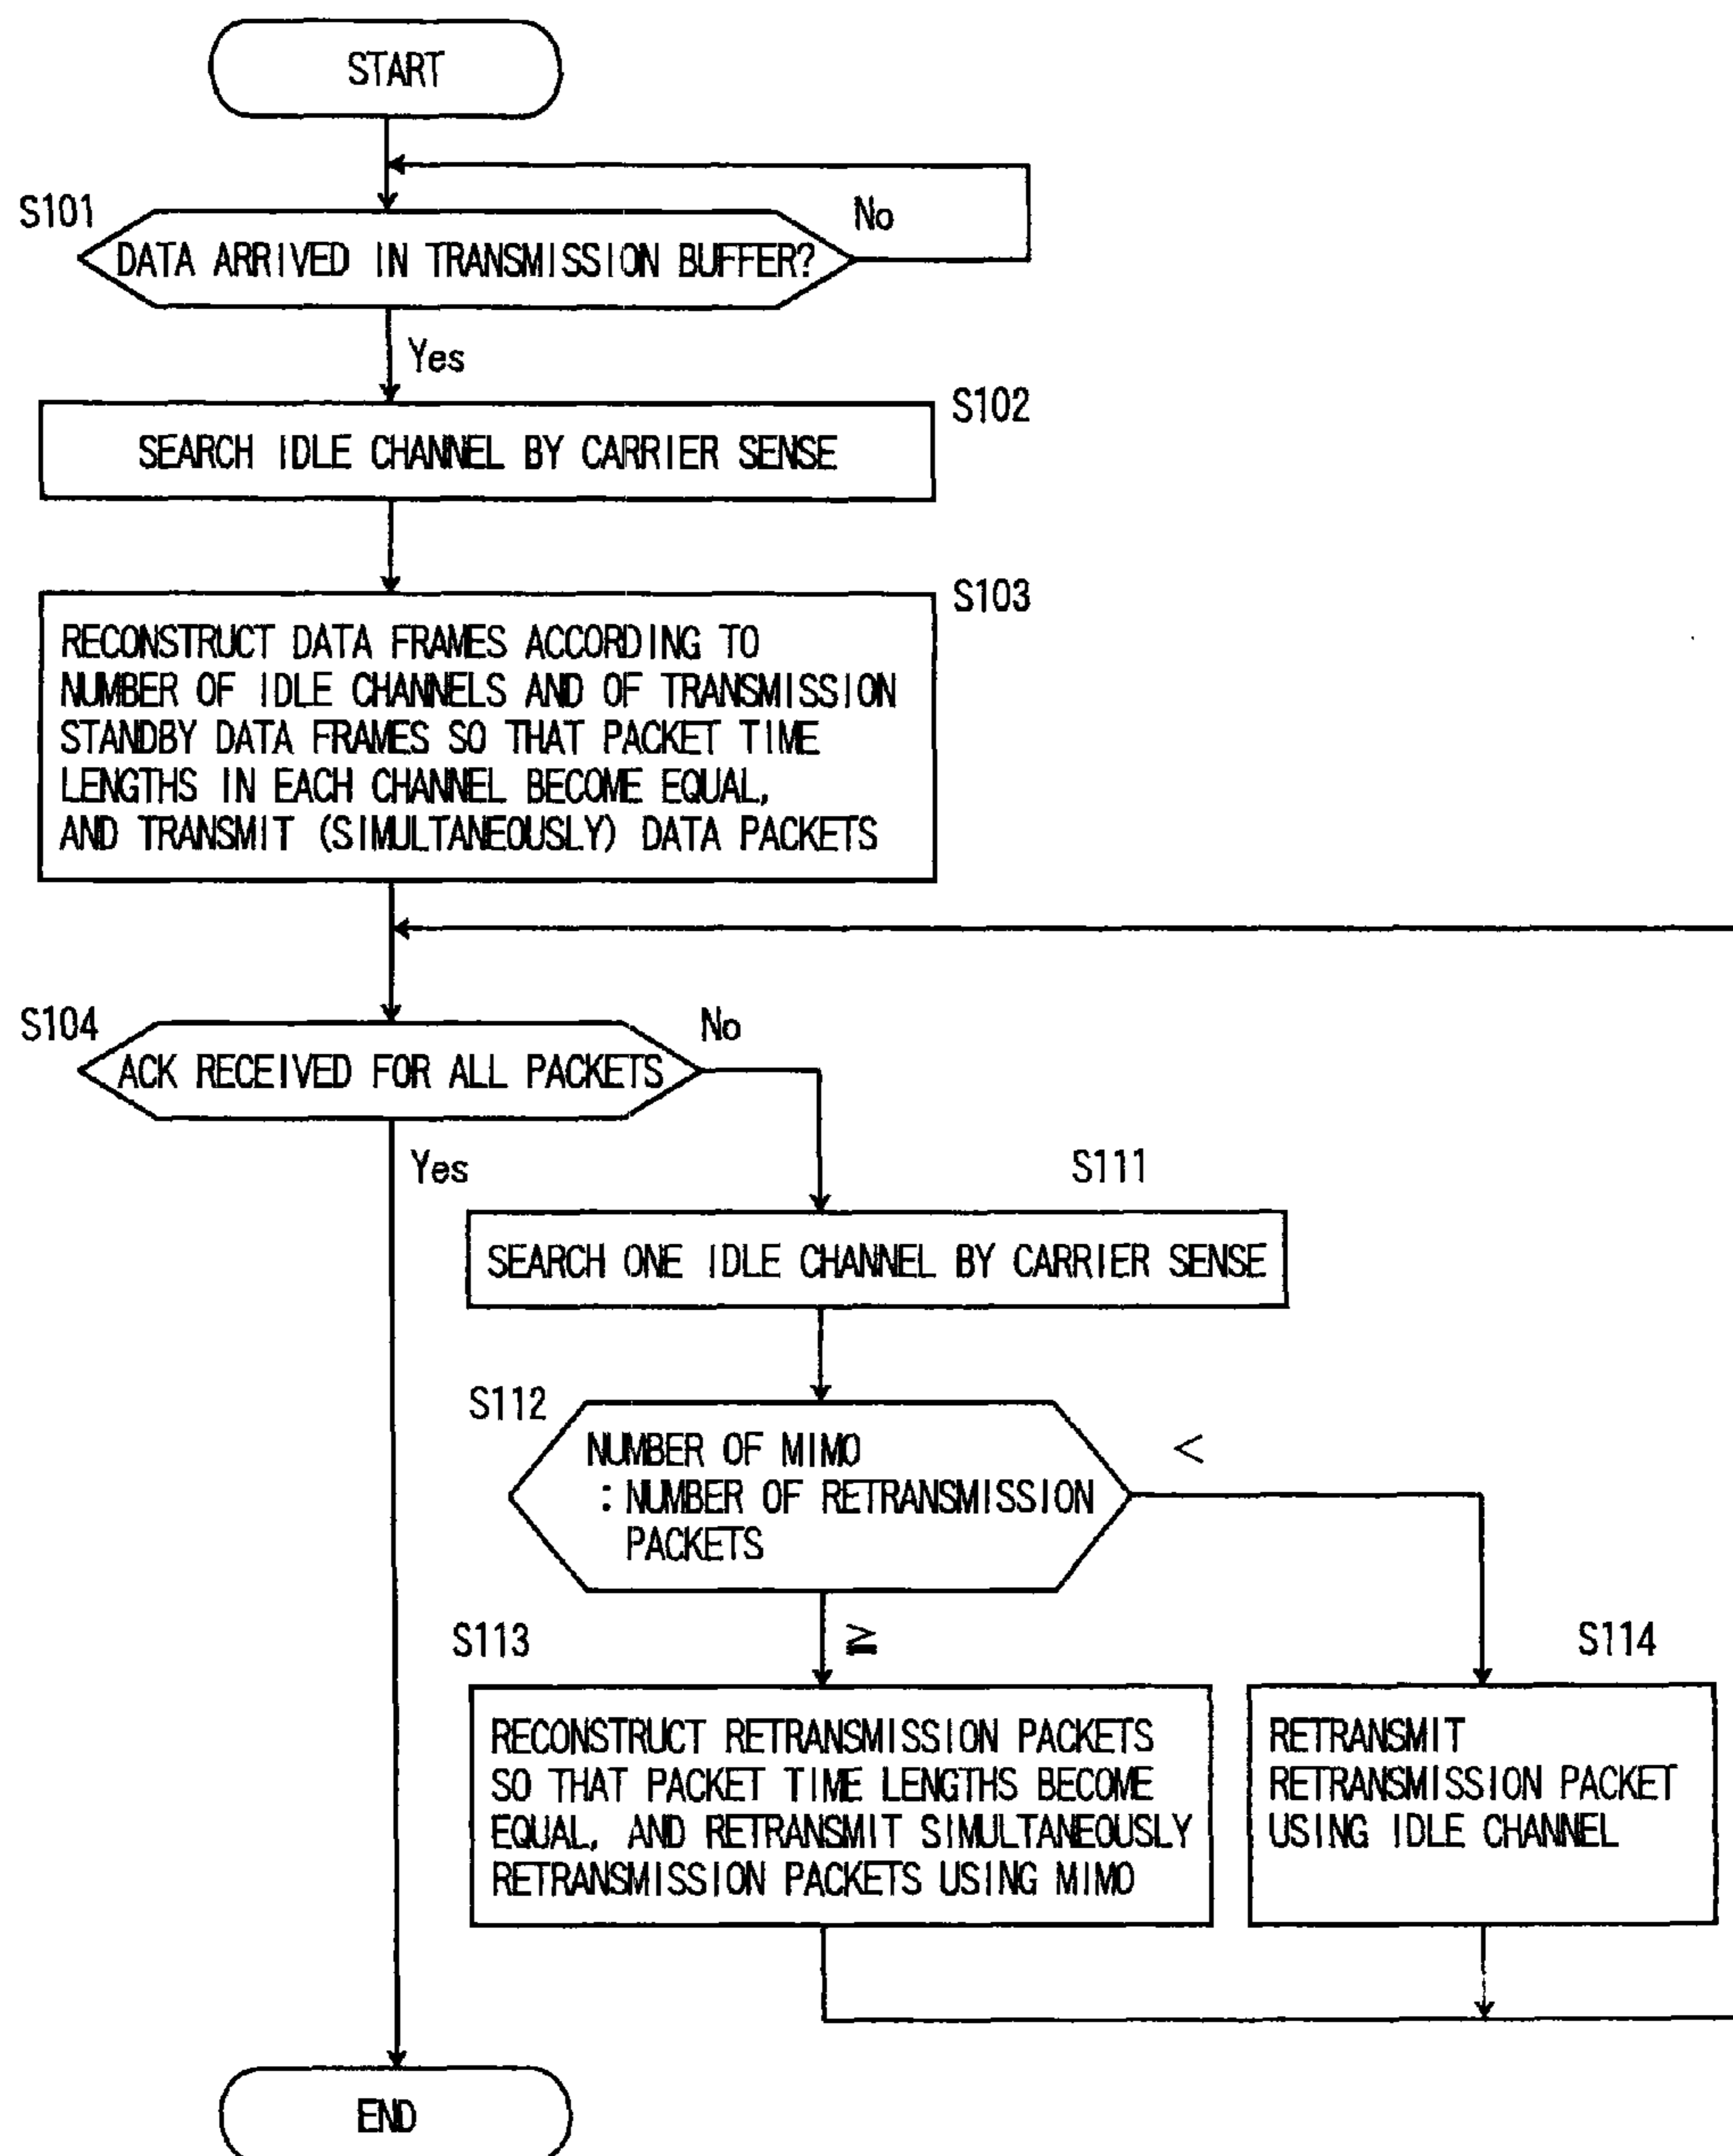 START
S101
No
DATA ARRIVED IN TRANSMISSION BUFFER?
Yes
S102
SEARCH IDLE CHANNEL BY CARRIER SENSE
S103
RECONSTRUCT DATA FRAMES ACCORDING TO
NUMBER OF IDLE CHANNELS AND OF TRANSMISSION
STANDBY DATA FRAMES SO THAT PACKET TIME
LENGTHS IN EACH CHANNEL BECOME EQUAL,
AND TRANSMIT (SIMULTANEOUSLY) DATA PACKETS
S104
No
ACK RECEIVED FOR ALL PACKETS
Yes
S111
SEARCH ONE IDLE CHANNEL BY CARRIER SENSE
S112
NUMBER OF MIMO
: NUMBER OF RETRANSMISSION
PACKETS
<
S113
≧
S114
RECONSTRUCT RETRANSMISSION PACKETS
SO THAT PACKET TIME LENGTHS BECOME
EQUAL, AND RETRANSMIT SIMULTANEOUSLY
RETRANSMISSION PACKETS USING MIMO
RETRANSMIT
RETRANSMISSION PACKET
USING IDLE CHANNEL
END